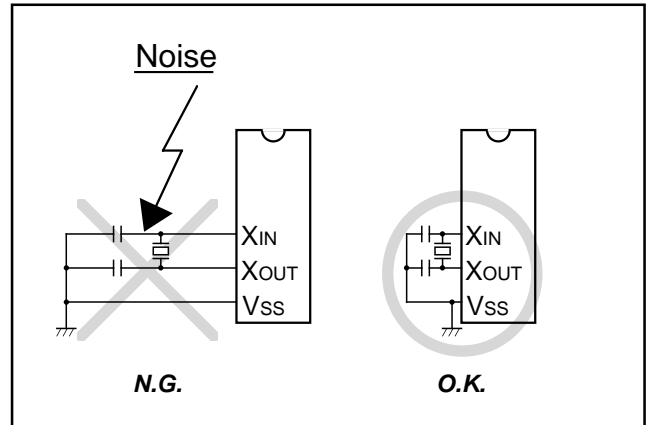 Noise
XIN
XOUT
VSS
XIN
XOUT
VSS
N.G.
O.K.